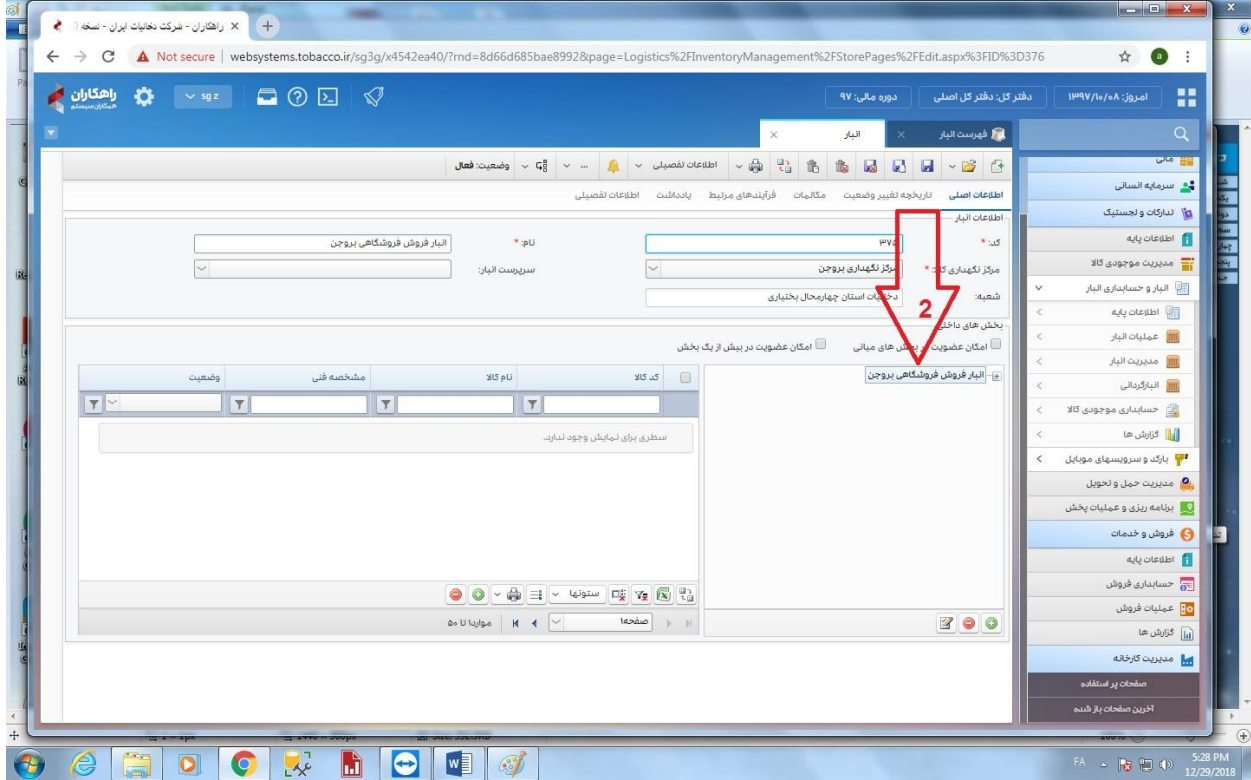 راهکاران - شرکت دخانیات ایران - نسخه
Not secure | websystems.tobacco.ir/sg3g/x4542ea40/?rnd=8d66d685bae8992&page=Logistics%2FInventoryManagement%2FStorePages%2FEdit.aspx%3FID%3D376
a
امروز: ۱۳۹۷/۱۰/۰۸
دفتر کل: دفتر کل اصلی
دوره مالی: ۹۷
sg z
راهکاران
همکاران سیستم
فهرست انبار
انبار
اطلاعات تفصیلی
...
وضعیت: فعال
اطلاعات اصلی
تاریخچه تغییر وضعیت
مکالمات
فرآیندهای مرتبط
یادداشت
اطلاعات تفصیلی
اطلاعات انبار
کد: *
۳۷۵
نام: *
انبار فروش فروشگاهی بروجن
مرکز نگهداری کالا: *
مرکز نگهداری بروجن
سرپرست انبار:
شعبه:
دخانیات استان چهارمحال بختیاری
2
بخش های داخلی
امکان عضویت در بخش های میانی
امکان عضویت در بیش از یک بخش
انبار فروش فروشگاهی بروجن
کد کالا
نام کالا
مشخصه فنی
وضعیت
سطری برای نمایش وجود ندارد.
ستونها
صفحه۱
موارد۱ تا ۵۰
مالی
سرمایه انسانی
تدارکات و لجستیک
اطلاعات پایه
مدیریت موجودی کالا
انبار و حسابداری انبار
اطلاعات پایه
عملیات انبار
مدیریت انبار
انبارگردانی
حسابداری موجودی کالا
گزارش ها
بارکد و سرویسهای موبایل
مدیریت حمل و تحویل
برنامه ریزی و عملیات پخش
فروش و خدمات
اطلاعات پایه
حسابداری فروش
عملیات فروش
گزارش ها
مدیریت کارخانه
صفحات پر استفاده
آخرین صفحات باز شده
FA
5:28 PM
12/29/2018